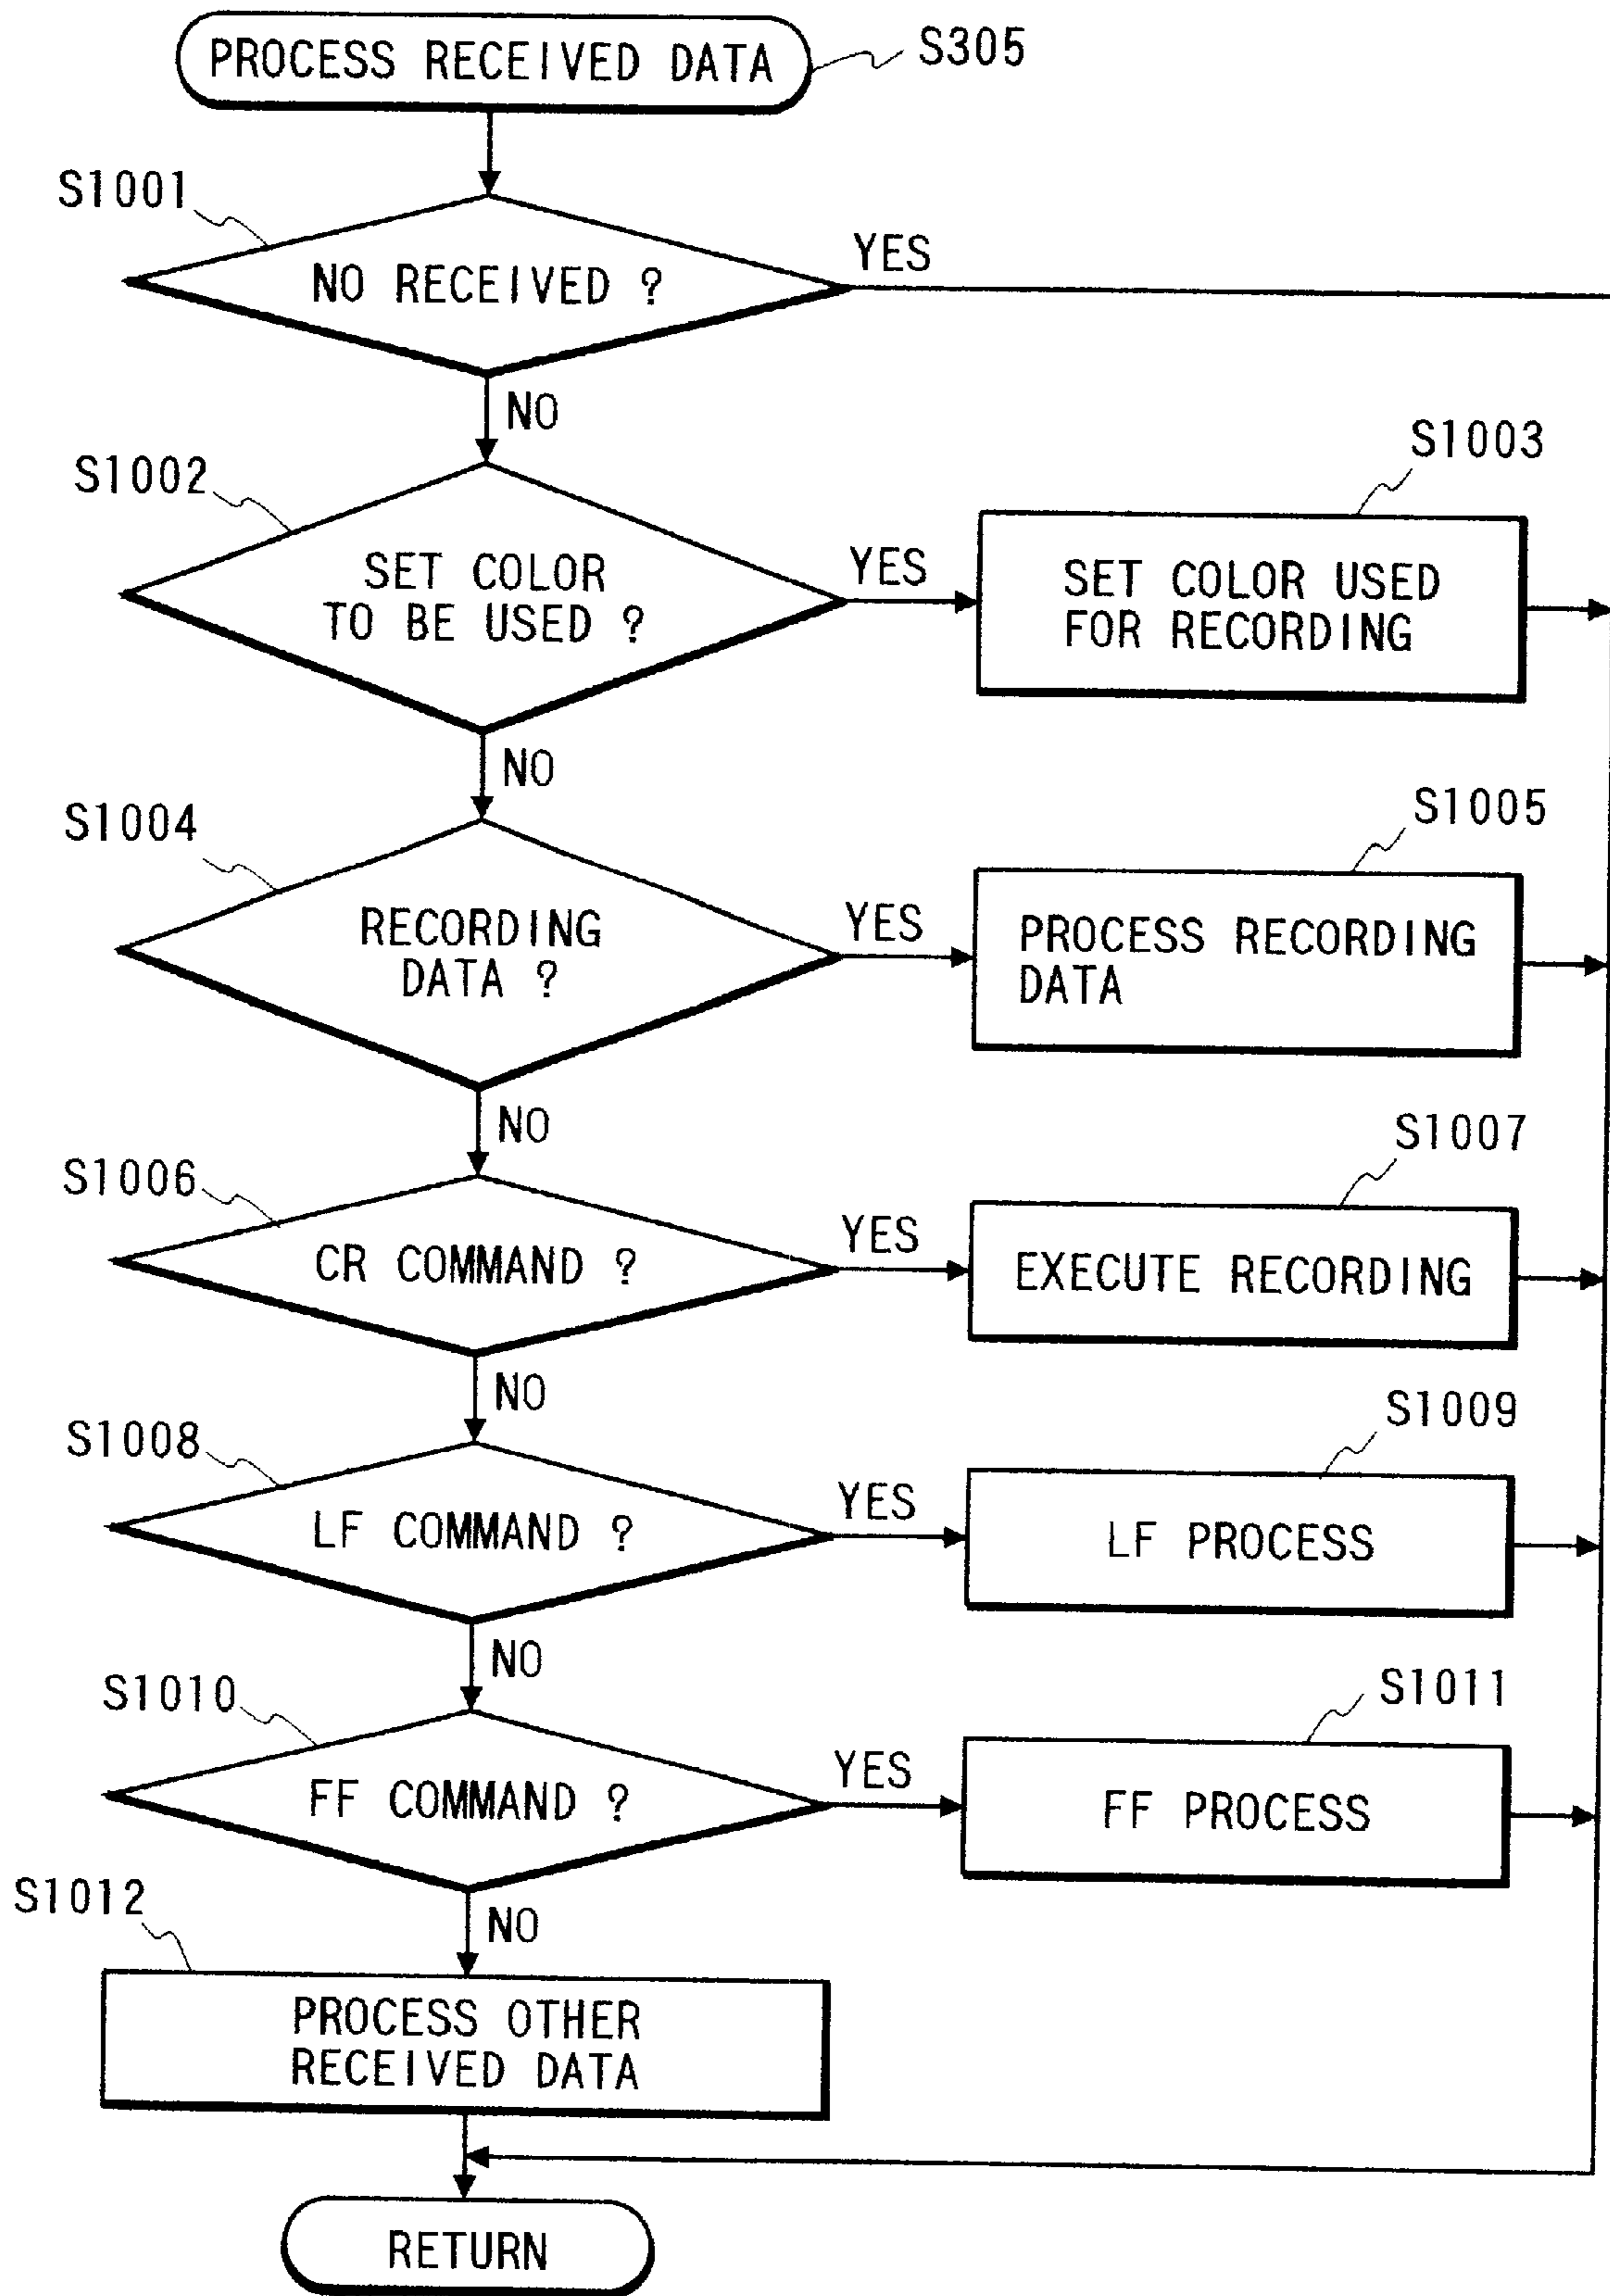 PROCESS RECEIVED DATA
S305
S1001
NO RECEIVED ?
YES
NO
S1002
SET COLOR
TO BE USED ?
YES
S1003
SET COLOR USED
FOR RECORDING
NO
S1004
RECORDING
DATA ?
YES
S1005
PROCESS RECORDING
DATA
NO
S1006
CR COMMAND ?
YES
S1007
EXECUTE RECORDING
NO
S1008
LF COMMAND ?
YES
S1009
LF PROCESS
NO
S1010
FF COMMAND ?
YES
S1011
FF PROCESS
NO
S1012
PROCESS OTHER
RECEIVED DATA
RETURN